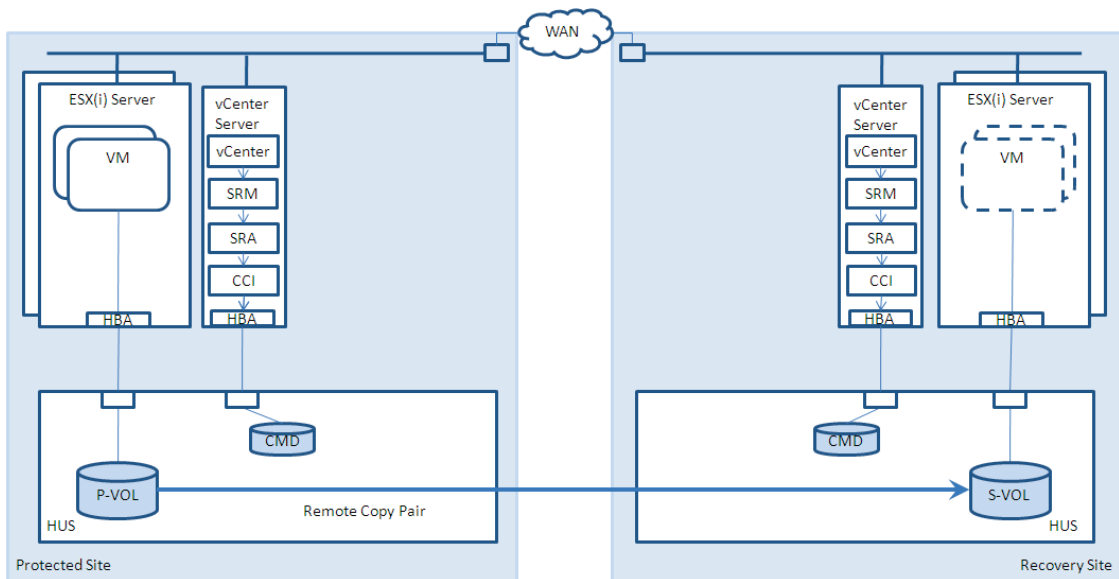 WAN
ESX(i) Server
VM
HBA
vCenter
Server
vCenter
SRM
SRA
CCI
HBA
vCenter
Server
vCenter
SRM
SRA
CCI
HBA
ESX(i) Server
VM
HBA
CMD
P-VOL
HUS
Remote Copy Pair
CMD
S-VOL
HUS
Protected Site
Recovery Site